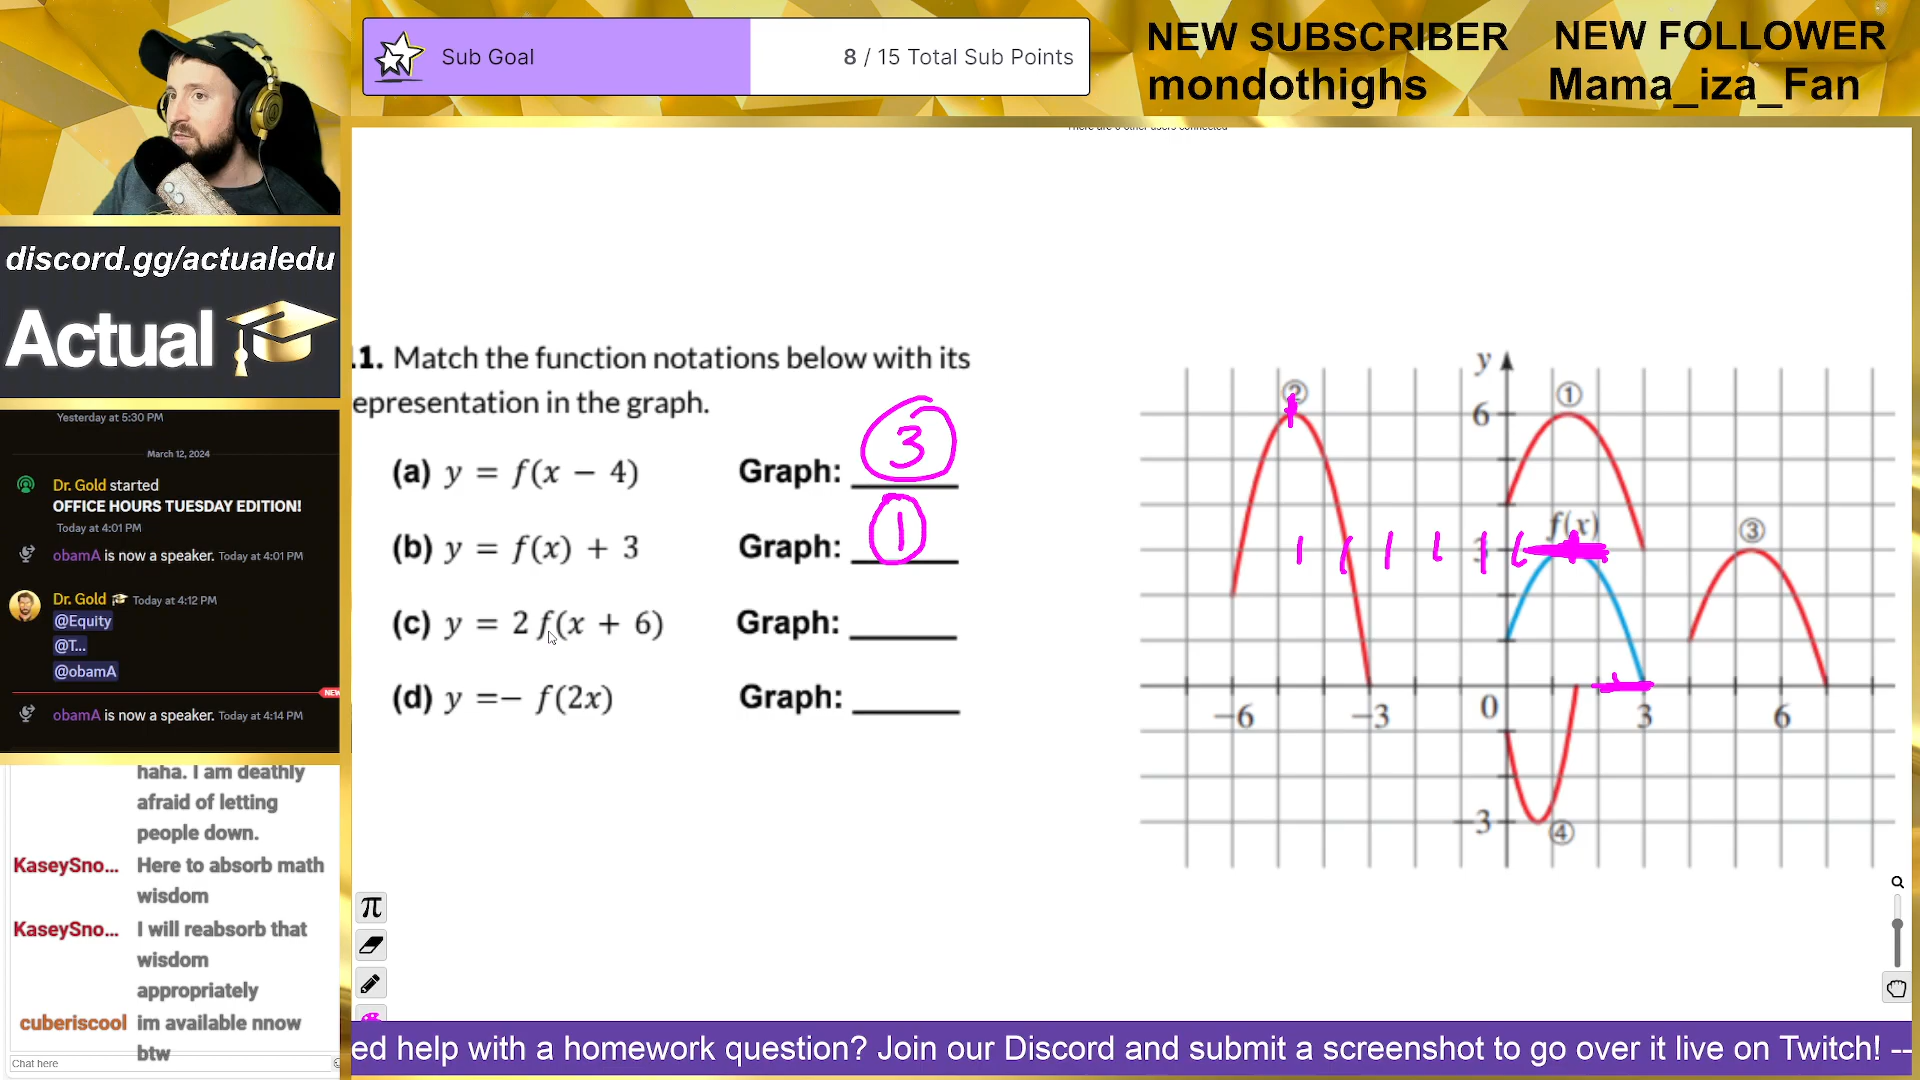 Sub Goal
8 / 15 Total Sub Points
NEW SUBSCRIBER
mondothighs
NEW FOLLOWER
Mama_iza_Fan
discord.gg/actualedu
Actual
Yesterday at 5:30 PM
March 12, 2024
Dr. Gold started
OFFICE HOURS TUESDAY EDITION!
Today at 4:01 PM
obamA is now a speaker. Today at 4:01 PM
Dr. Gold Today at 4:12 PM
@Equity
@T...
@obamA
NEW
obamA is now a speaker. Today at 4:14 PM
haha. I am deathly
afraid of letting
people down.
KaseySno... Here to absorb math
wisdom
KaseySno... I will reabsorb that
wisdom
appropriately
cuberiscool im available nnow
btw
Chat here
.1. Match the function notations below with its
epresentation in the graph.
(a) y = f(x − 4) Graph: 3
(b) y = f(x) + 3 Graph: 1
(c) y = 2 f(x + 6) Graph:
(d) y =− f(2x) Graph:
y
② ①
6
f(x) ③
−6 −3 0 3 6
−3 ④
π
ed help with a homework question? Join our Discord and submit a screenshot to go over it live on Twitch! --